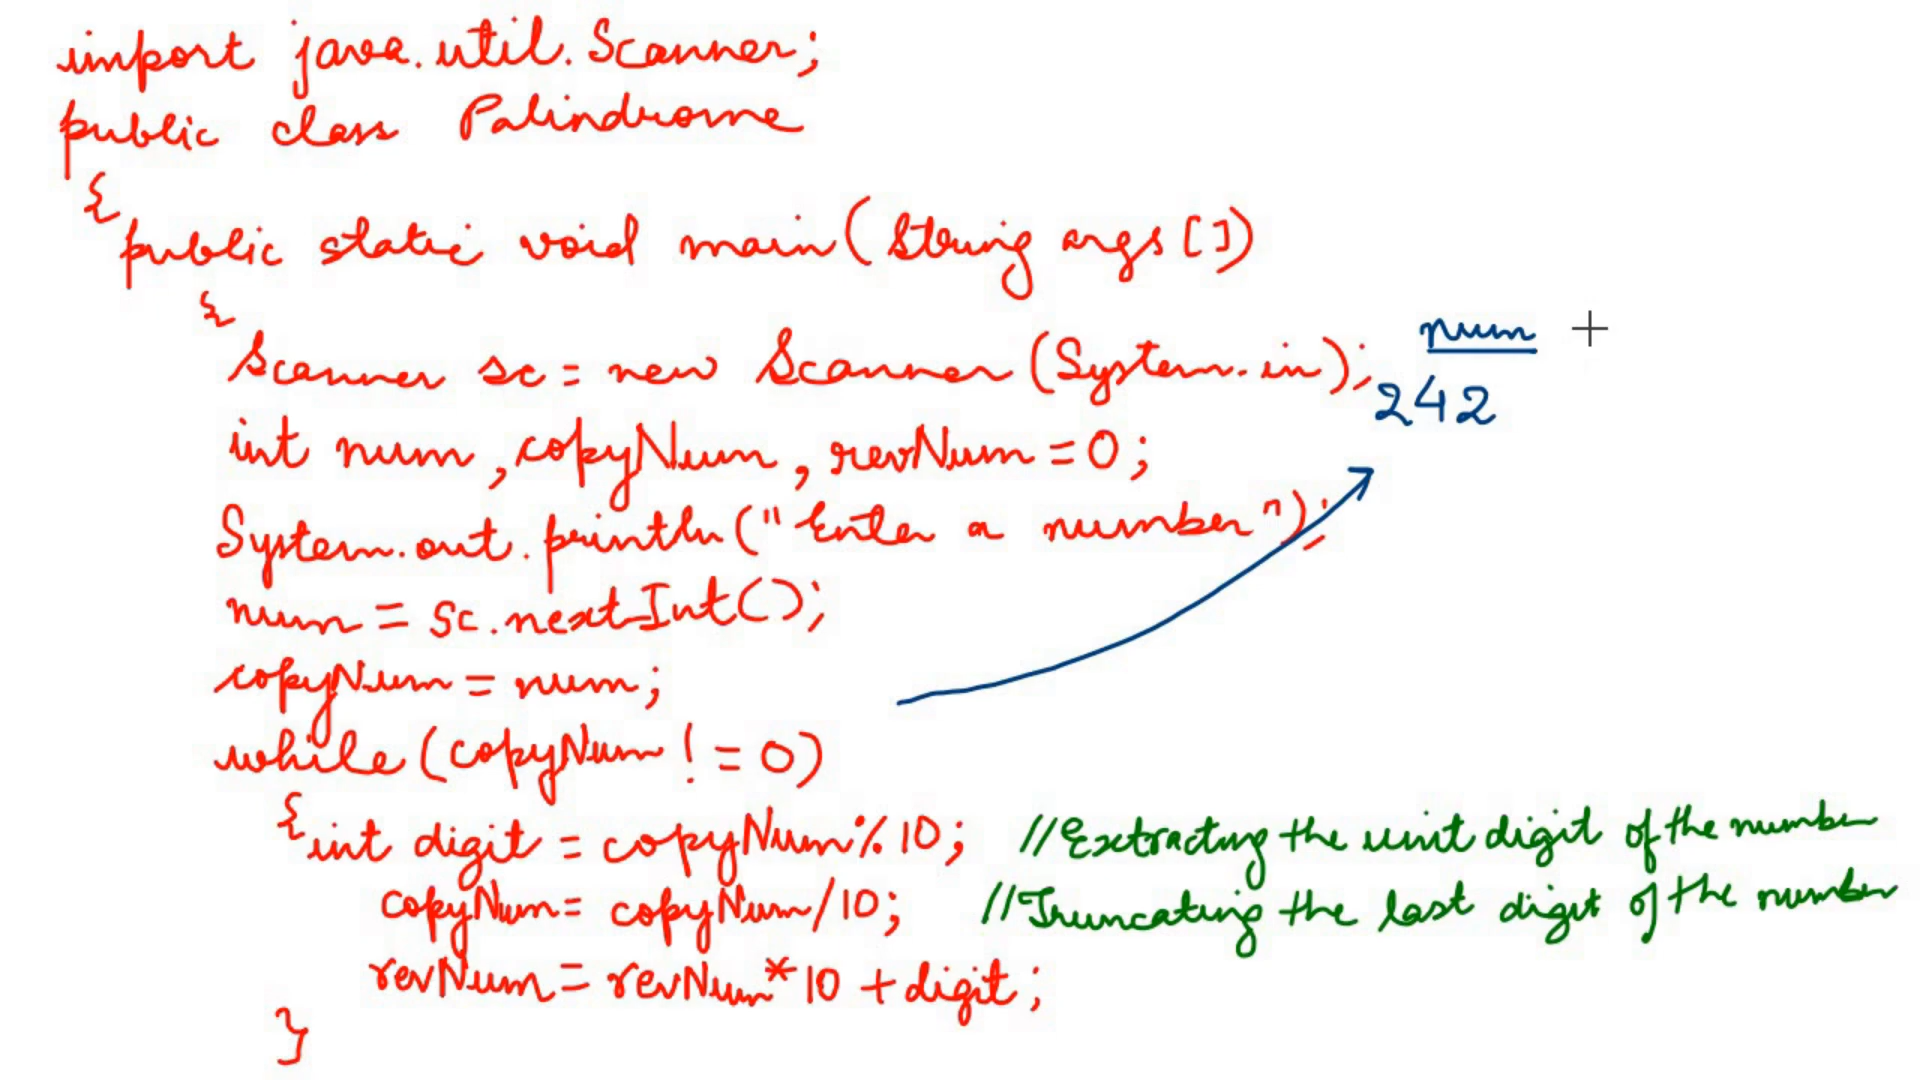 import java.util.Scanner;
public class Palindrome
{
public static void main(String args[])
{
Scanner sc = new Scanner(System.in);
int num, copyNum, revNum = 0;
System.out.println("Enter a number");
num = sc.nextInt();
copyNum = num;
while(copyNum != 0)
{int digit = copyNum%10; //Extracting the unit digit of the number
copyNum = copyNum/10; //Truncating the last digit of the number
revNum = revNum*10 + digit;
}
num
242